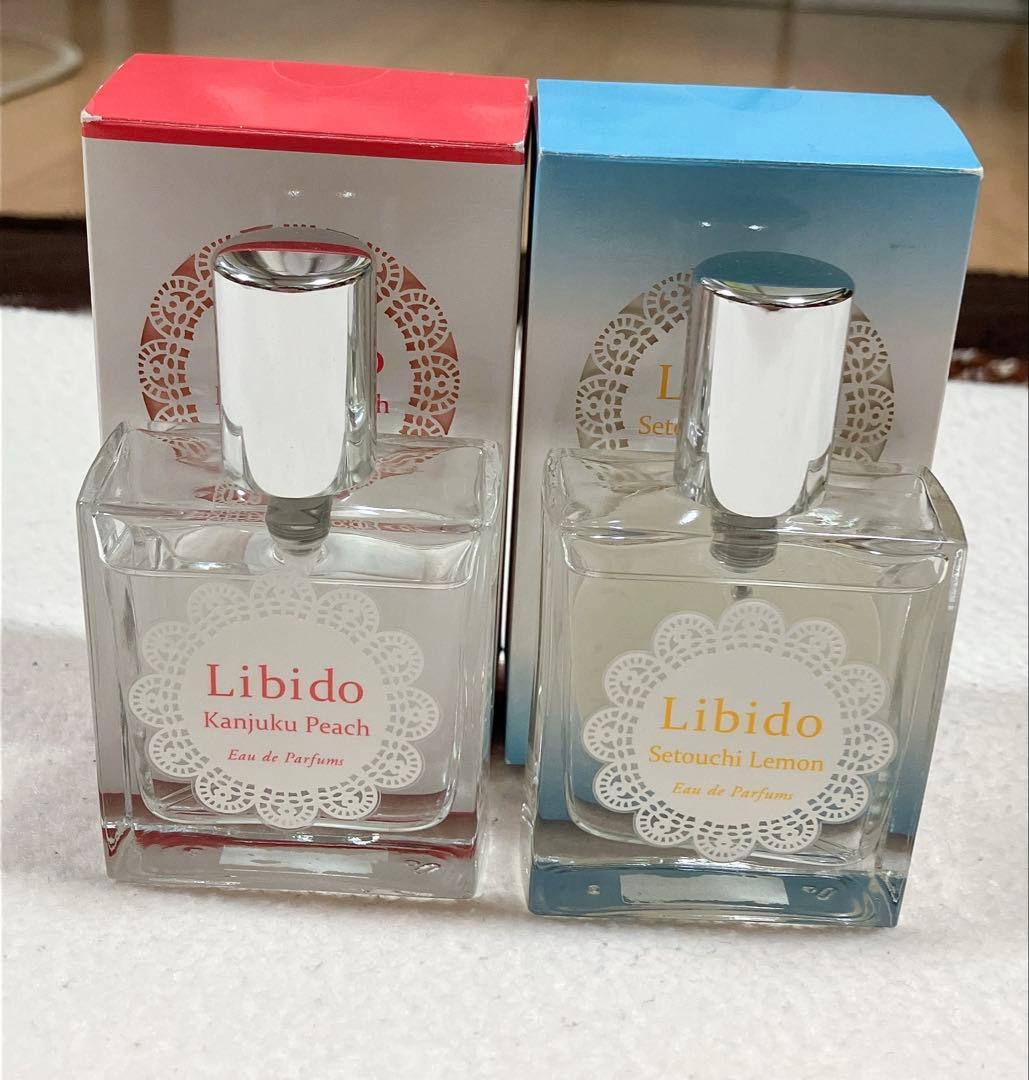 Libido
Kanjuku Peach
Eau de Parfums
Libido
Setouchi Lemon
Eau de Parfums